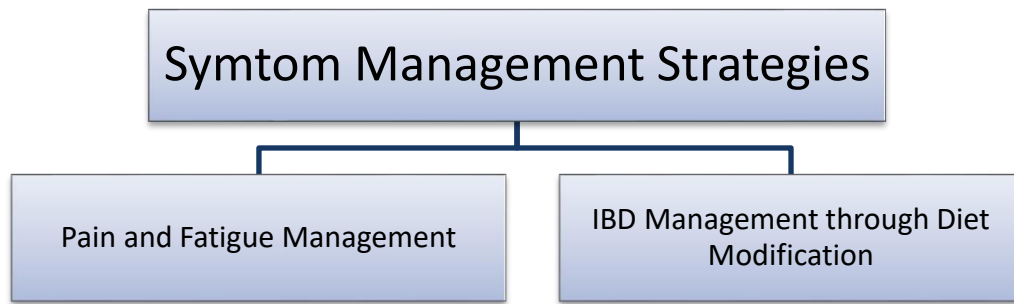 Symtom Management Strategies
Pain and Fatigue Management
IBD Management through Diet
Modification